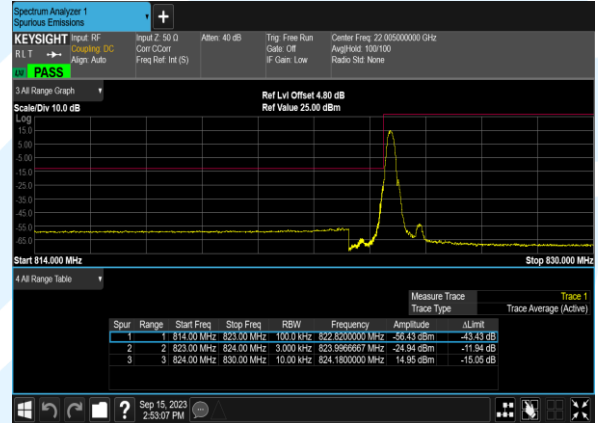 Spectrum Analyzer 1
Spurious Emissions
KEYSIGHT Input: RF Input Z: 50 Ω Atten: 40 dB Trig: Free Run Center Freq: 22.005000000 GHz
RLT Coupling: DC Corr CCorr Gate: Off Avg|Hold: 100/100
Align: Auto Freq Ref: Int (S) IF Gain: Low Radio Std: None
PASS
3 All Range Graph
Ref Lvl Offset 4.80 dB
Scale/Div 10.0 dB Ref Value 25.00 dBm
Log
15.0
5.00
-5.00
-15.0
-25.0
-35.0
-45.0
-55.0
-65.0
Start 814.000 MHz Stop 830.000 MHz
4 All Range Table
Measure Trace Trace 1
Trace Type Trace Average (Active)
Spur Range Start Freq Stop Freq RBW Frequency Amplitude ΔLimit
1 1 814.00 MHz 823.00 MHz 100.0 kHz 822.8200000 MHz -56.43 dBm -43.43 dB
2 2 823.00 MHz 824.00 MHz 3.000 kHz 823.9966667 MHz -24.94 dBm -11.94 dB
3 3 824.00 MHz 830.00 MHz 10.00 kHz 824.1800000 MHz 14.95 dBm -15.05 dB
Sep 15, 2023
2:53:07 PM